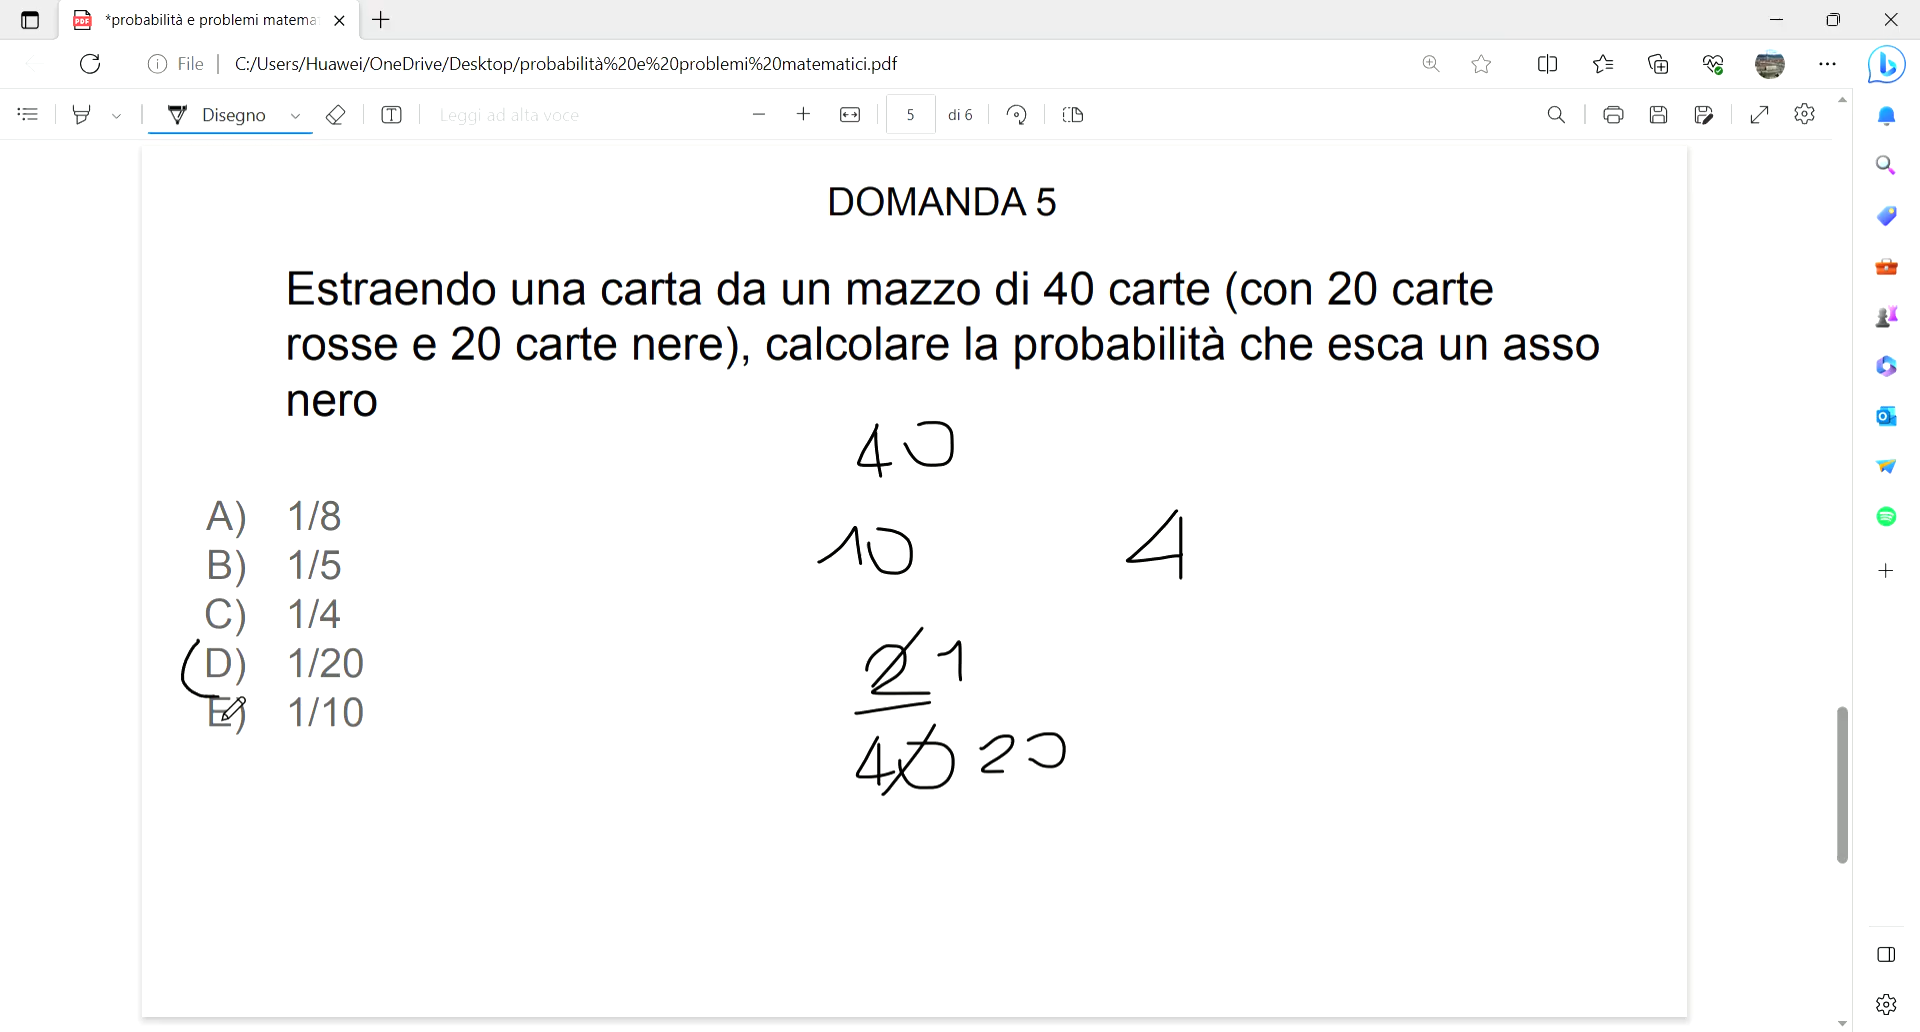 *probabilità e problemi matema
File
C:/Users/Huawei/OneDrive/Desktop/probabilità%20e%20problemi%20matematici.pdf
Disegno
Leggi ad alta voce
5
di 6
DOMANDA 5
Estraendo una carta da un mazzo di 40 carte (con 20 carte
rosse e 20 carte nere), calcolare la probabilità che esca un asso
nero
40
A) 1/8
10
4
B) 1/5
C) 1/4
D) 1/20
2 1
E) 1/10
40 20